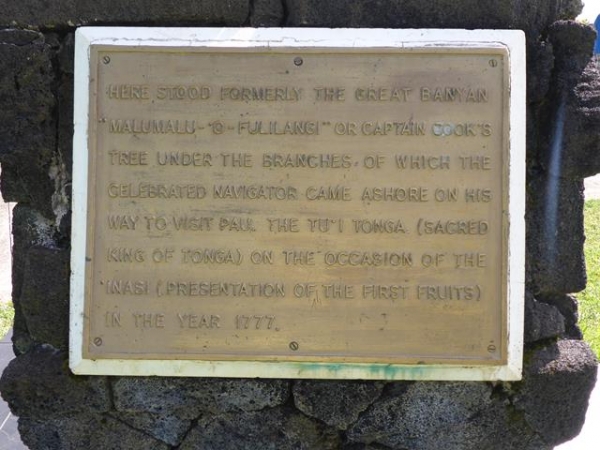 HERE STOOD FORMERLY THE GREAT BANYAN
"MALUMALU-'O-FULILANGI" OR CAPTAIN COOK'S
TREE UNDER THE BRANCHES OF WHICH THE
CELEBRATED NAVIGATOR CAME ASHORE ON HIS
WAY TO VISIT PAU, THE TU'I TONGA (SACRED
KING OF TONGA) ON THE OCCASION OF THE
INASI (PRESENTATION OF THE FIRST FRUITS)
IN THE YEAR 1777.